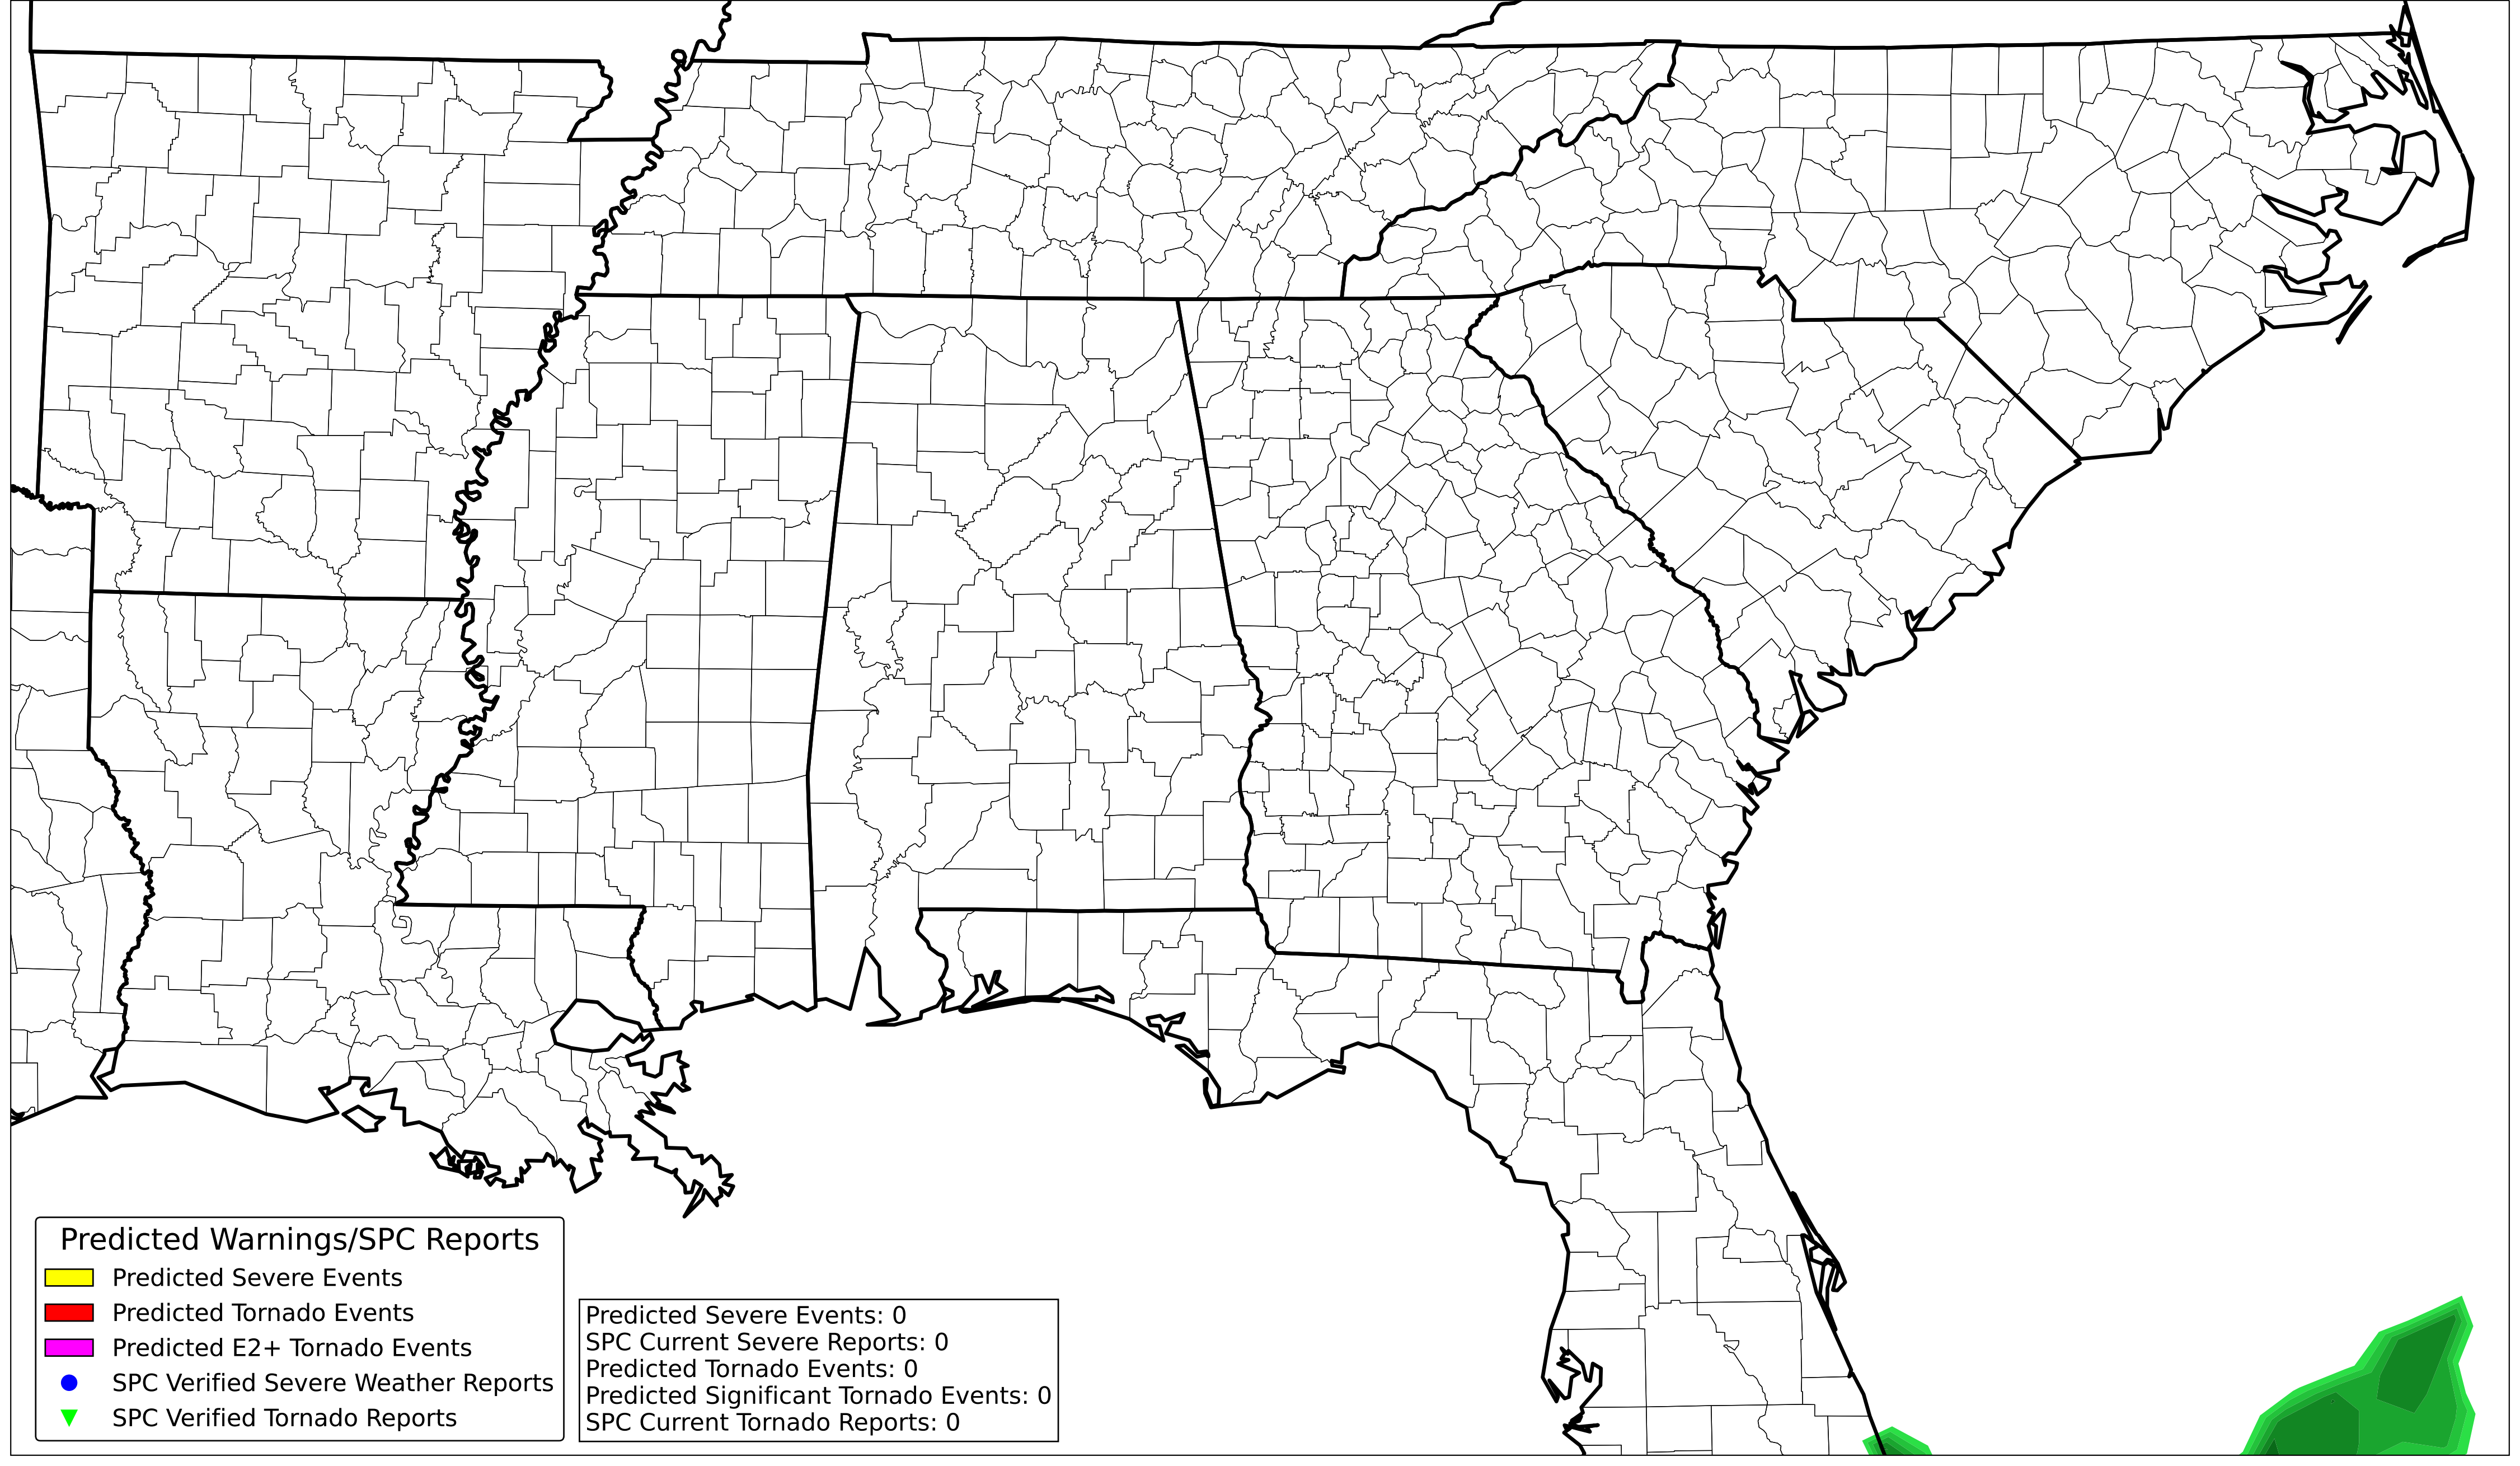 Predicted Warnings/SPC Reports
Predicted Severe Events
Predicted Tornado Events
Predicted E2+ Tornado Events
SPC Verified Severe Weather Reports
SPC Verified Tornado Reports
Predicted Severe Events: 0
SPC Current Severe Reports: 0
Predicted Tornado Events: 0
Predicted Significant Tornado Events: 0
SPC Current Tornado Reports: 0